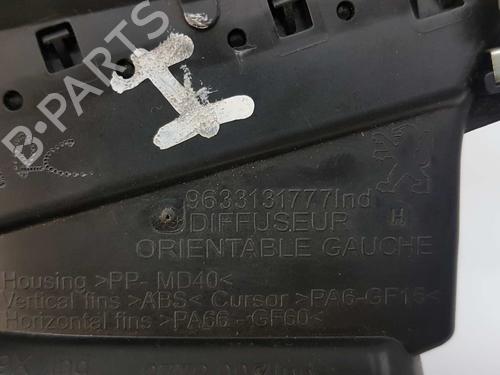 B-PARTS
9633131777Ind
DIFFUSEUR
H
ORIENTABLE GAUCHE
Housing >PP- MD40<
Vertical fins >ABS< Cursor >PA6-GF15<
Horizontal fins >PA66 -GF60<